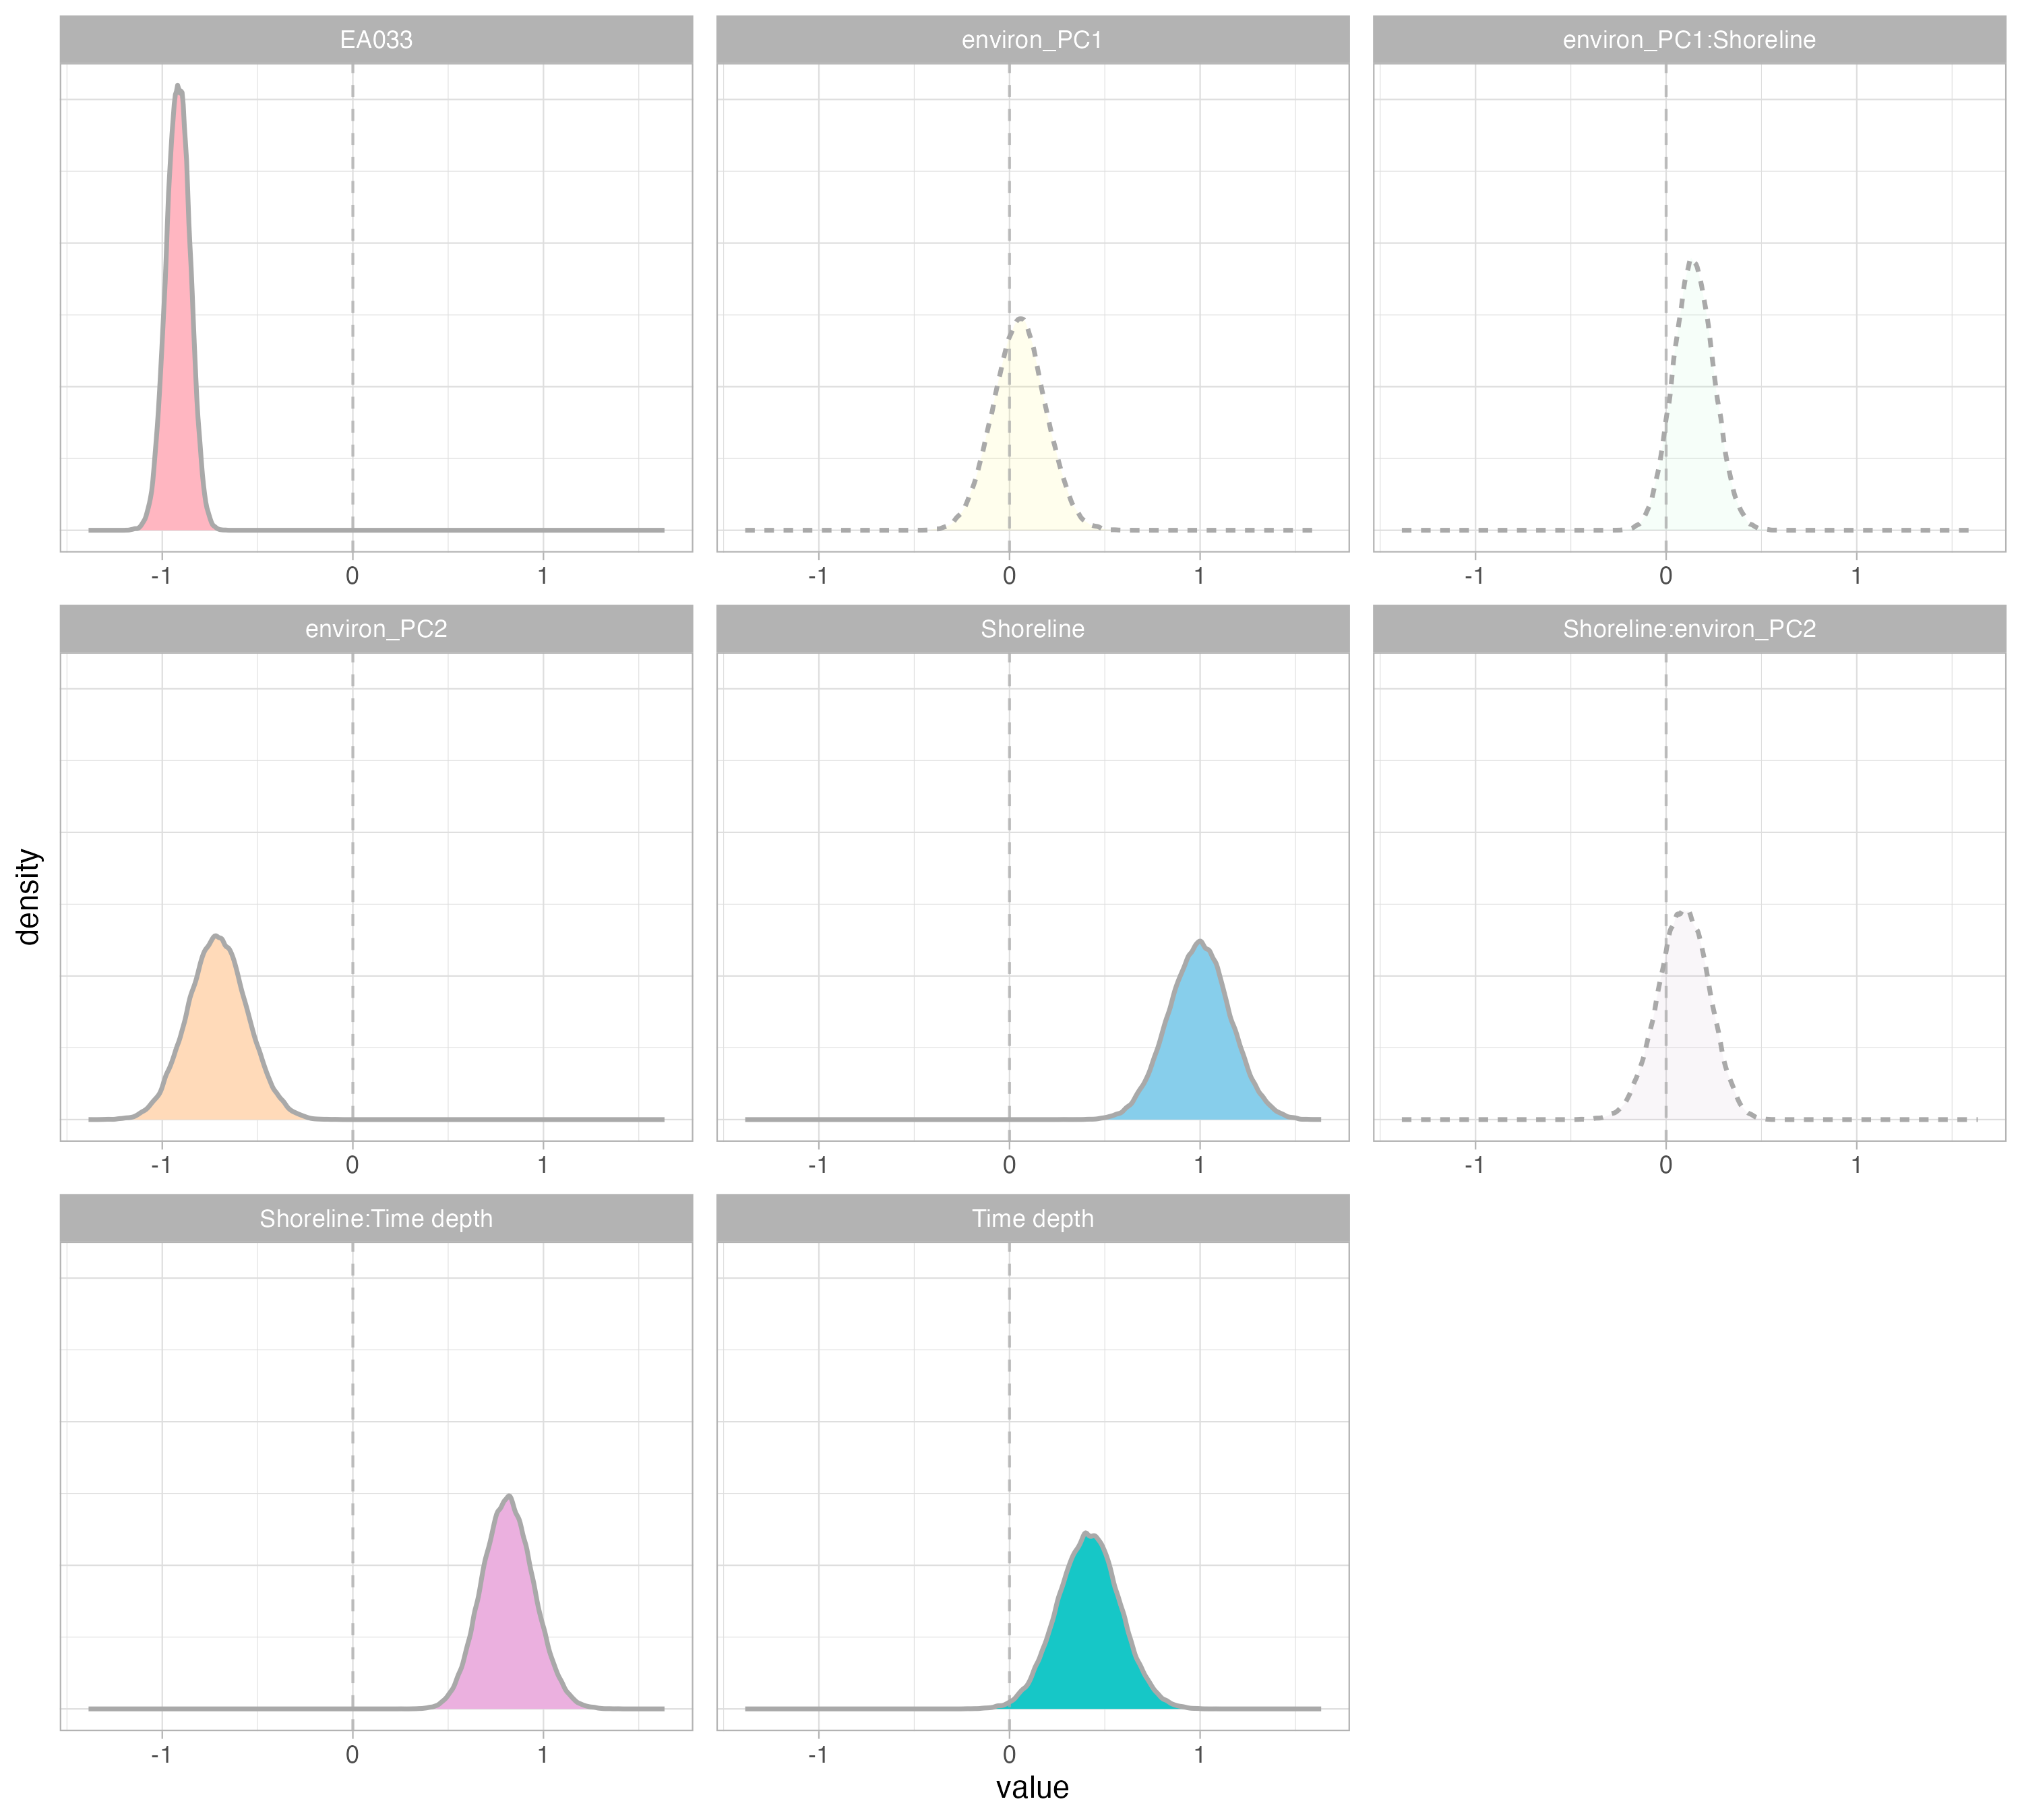 EA033
environ_PC1
environ_PC1:Shoreline
-1 0 1
-1 0 1
-1 0 1
environ_PC2
Shoreline
Shoreline:environ_PC2
density
-1 0 1
-1 0 1
-1 0 1
Shoreline:Time depth
Time depth
-1 0 1
-1 0 1
value